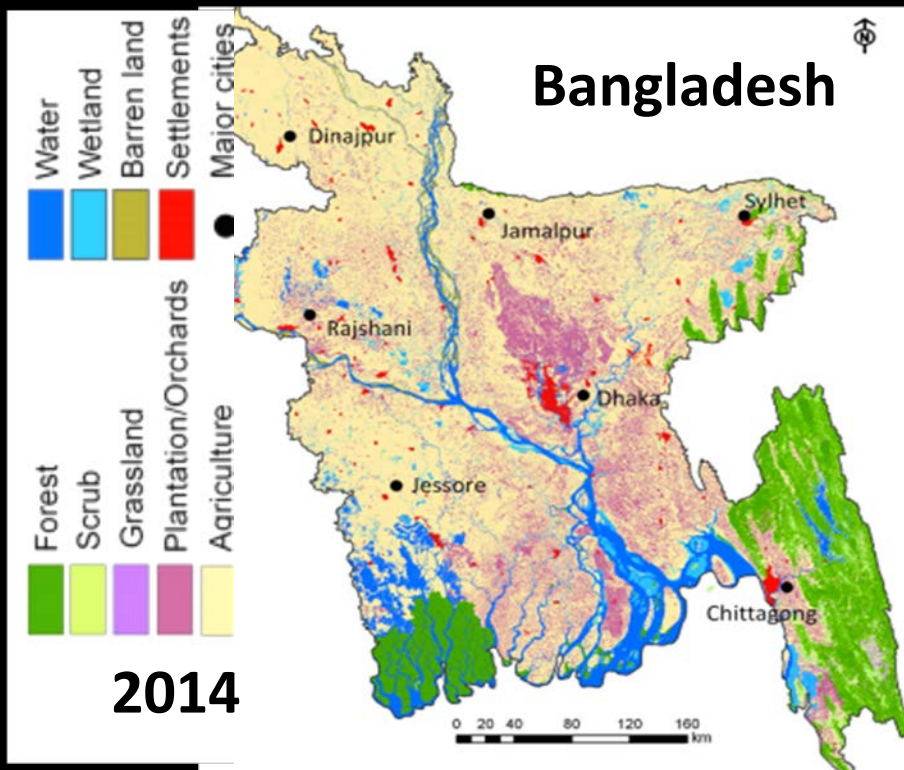 Bangladesh
N
Water
Wetland
Barren land
Settlements
Major cities
Forest
Scrub
Grassland
Plantation/Orchards
Agriculture
2014
Dinajpur
Jamalpur
Sylhet
Rajshani
Dhaka
Jessore
Chittagong
0 20 40 80 120 160
km